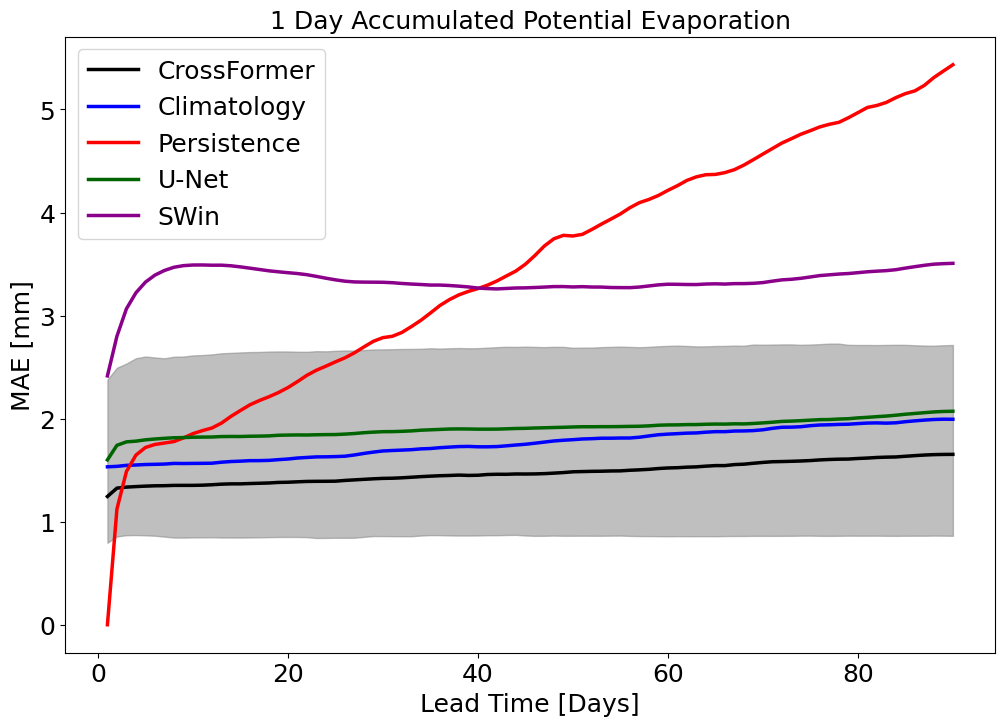 1 Day Accumulated Potential Evaporation
CrossFormer
Climatology
Persistence
U-Net
SWin
MAE [mm]
5
4
3
2
1
0
0 20 40 60 80
Lead Time [Days]